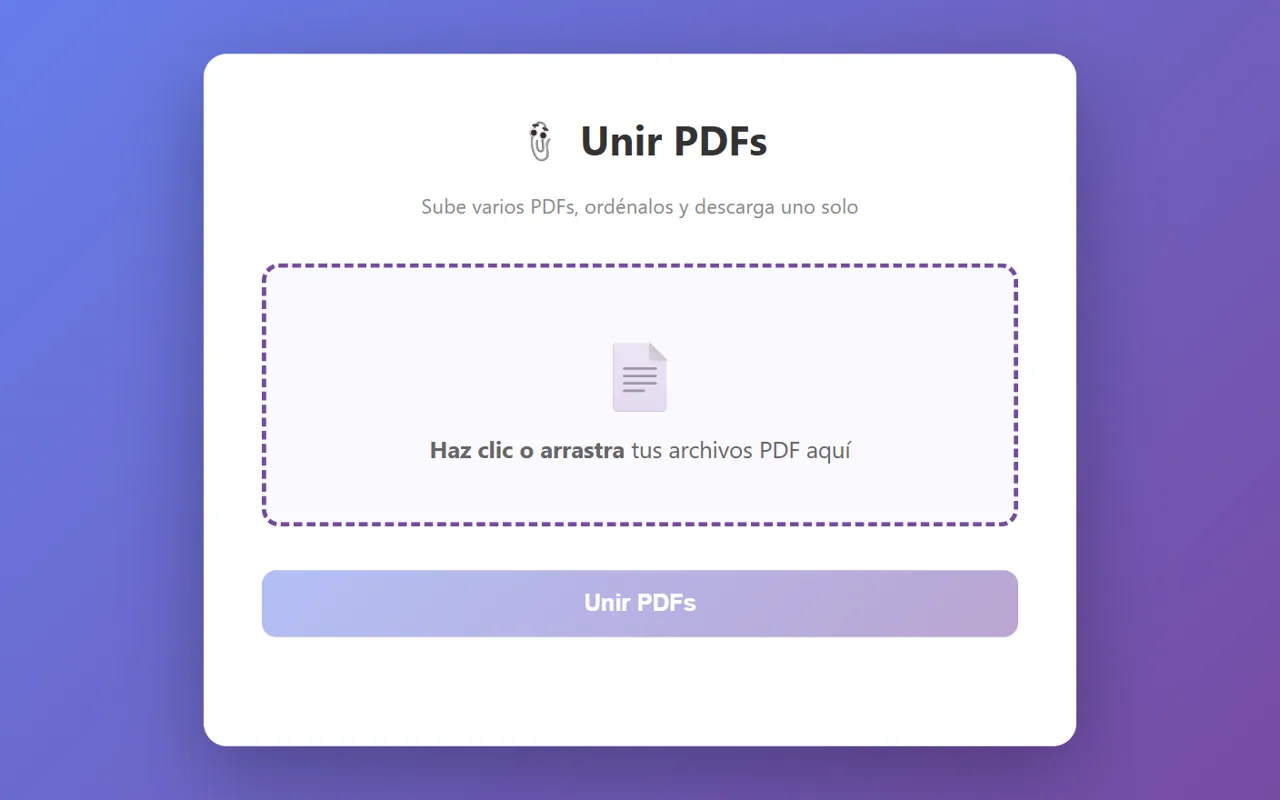 Unir PDFs
Sube varios PDFs, ordénalos y descarga uno solo
Haz clic o arrastra tus archivos PDF aquí
Unir PDFs